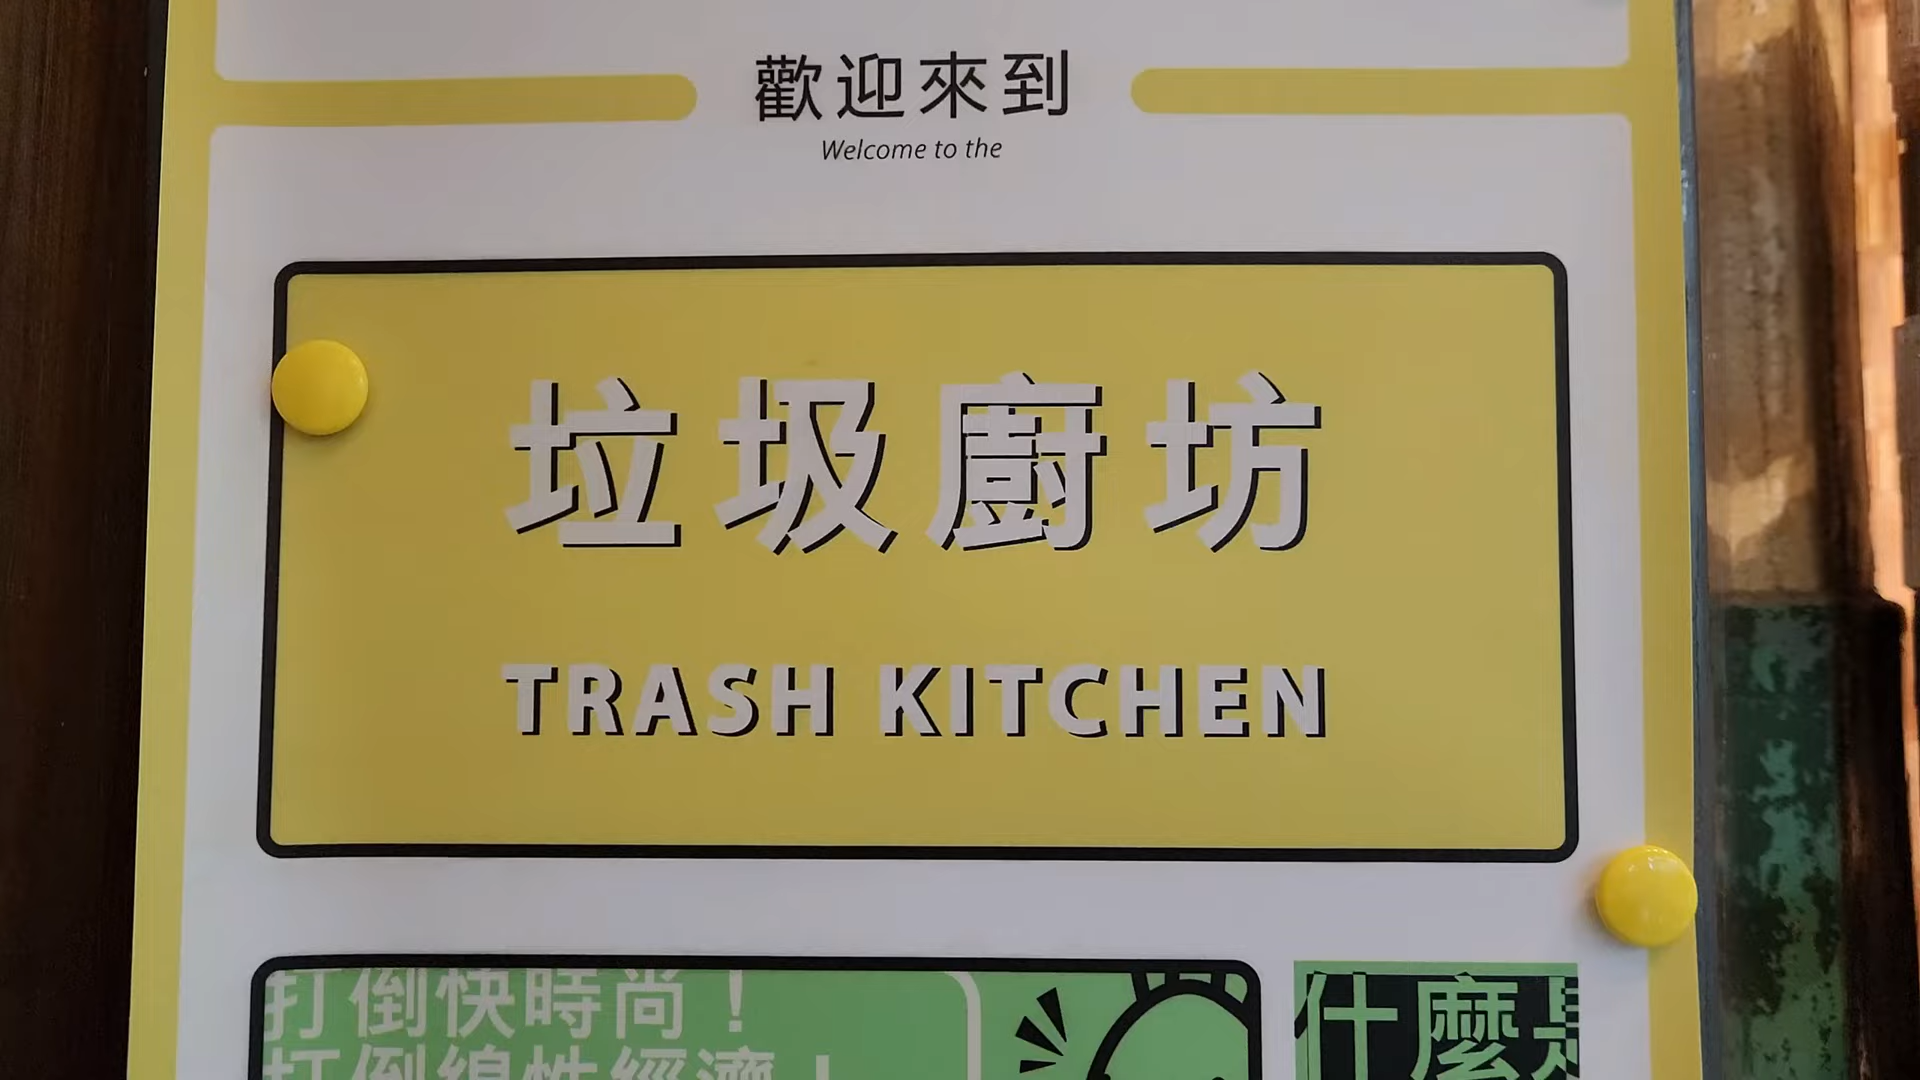 歡迎來到
Welcome to the
垃圾廚坊
TRASH KITCHEN
打倒快時尚！
打倒線性經濟！
什麼是